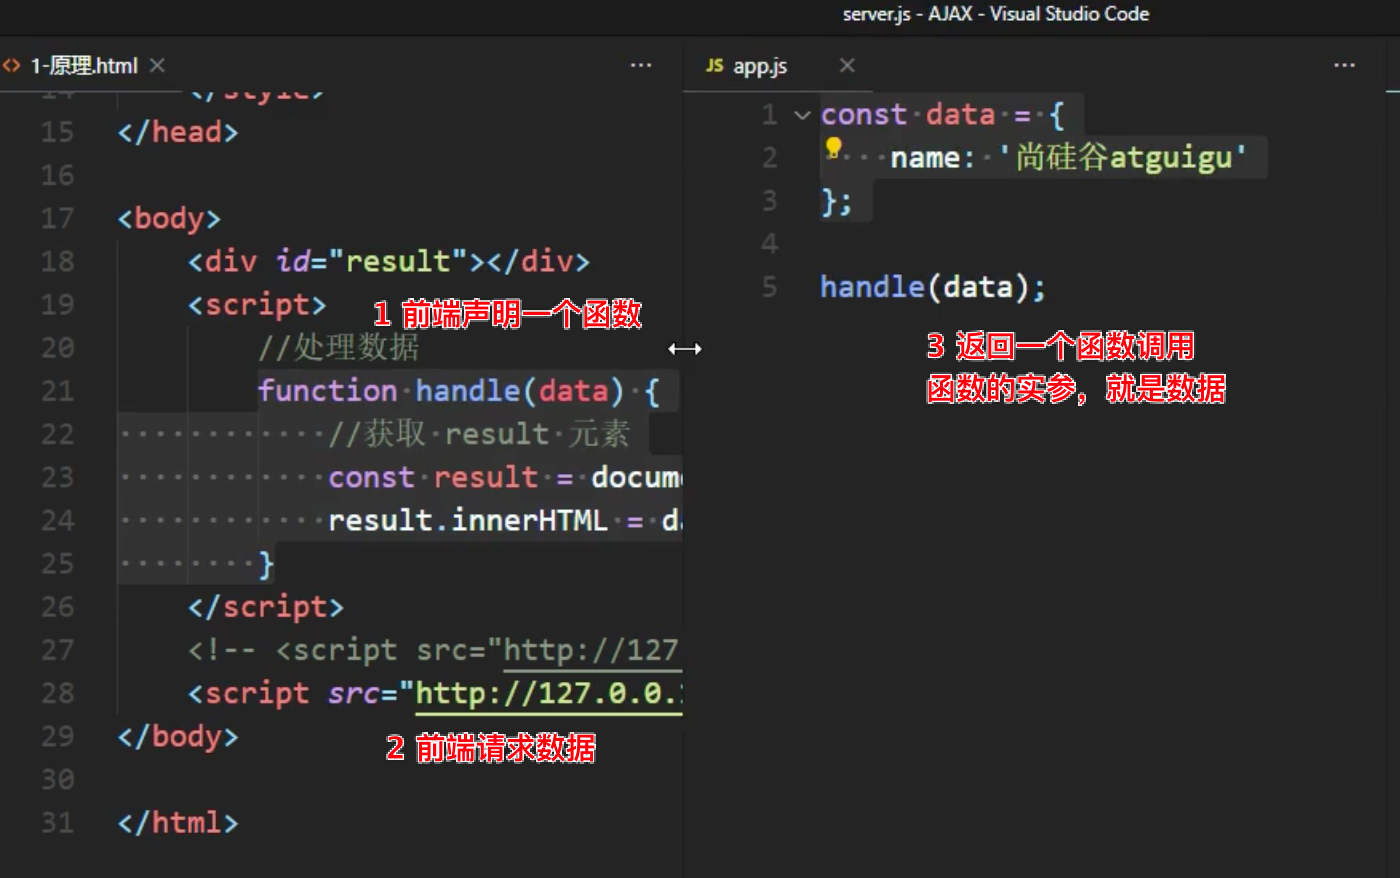 server.js - AJAX - Visual Studio Code
<> 1-原理.html ×
JS app.js ×
14 </style>
15 </head>
16
17 <body>
18 <div id="result"></div>
19 <script>
1 前端声明一个函数
20 //处理数据
21 function handle(data) {
22 //获取 result 元素
23 const result =
24 result.innerHTML =
25 }
26 </script>
27 <!-- <script src="http://127
28 <script src="http://127.0.0.
29 </body>
2 前端请求数据
30
31 </html>
1 const data = {
2 name: '尚硅谷atguigu'
3 };
4
5 handle(data);
3 返回一个函数调用
函数的实参，就是数据